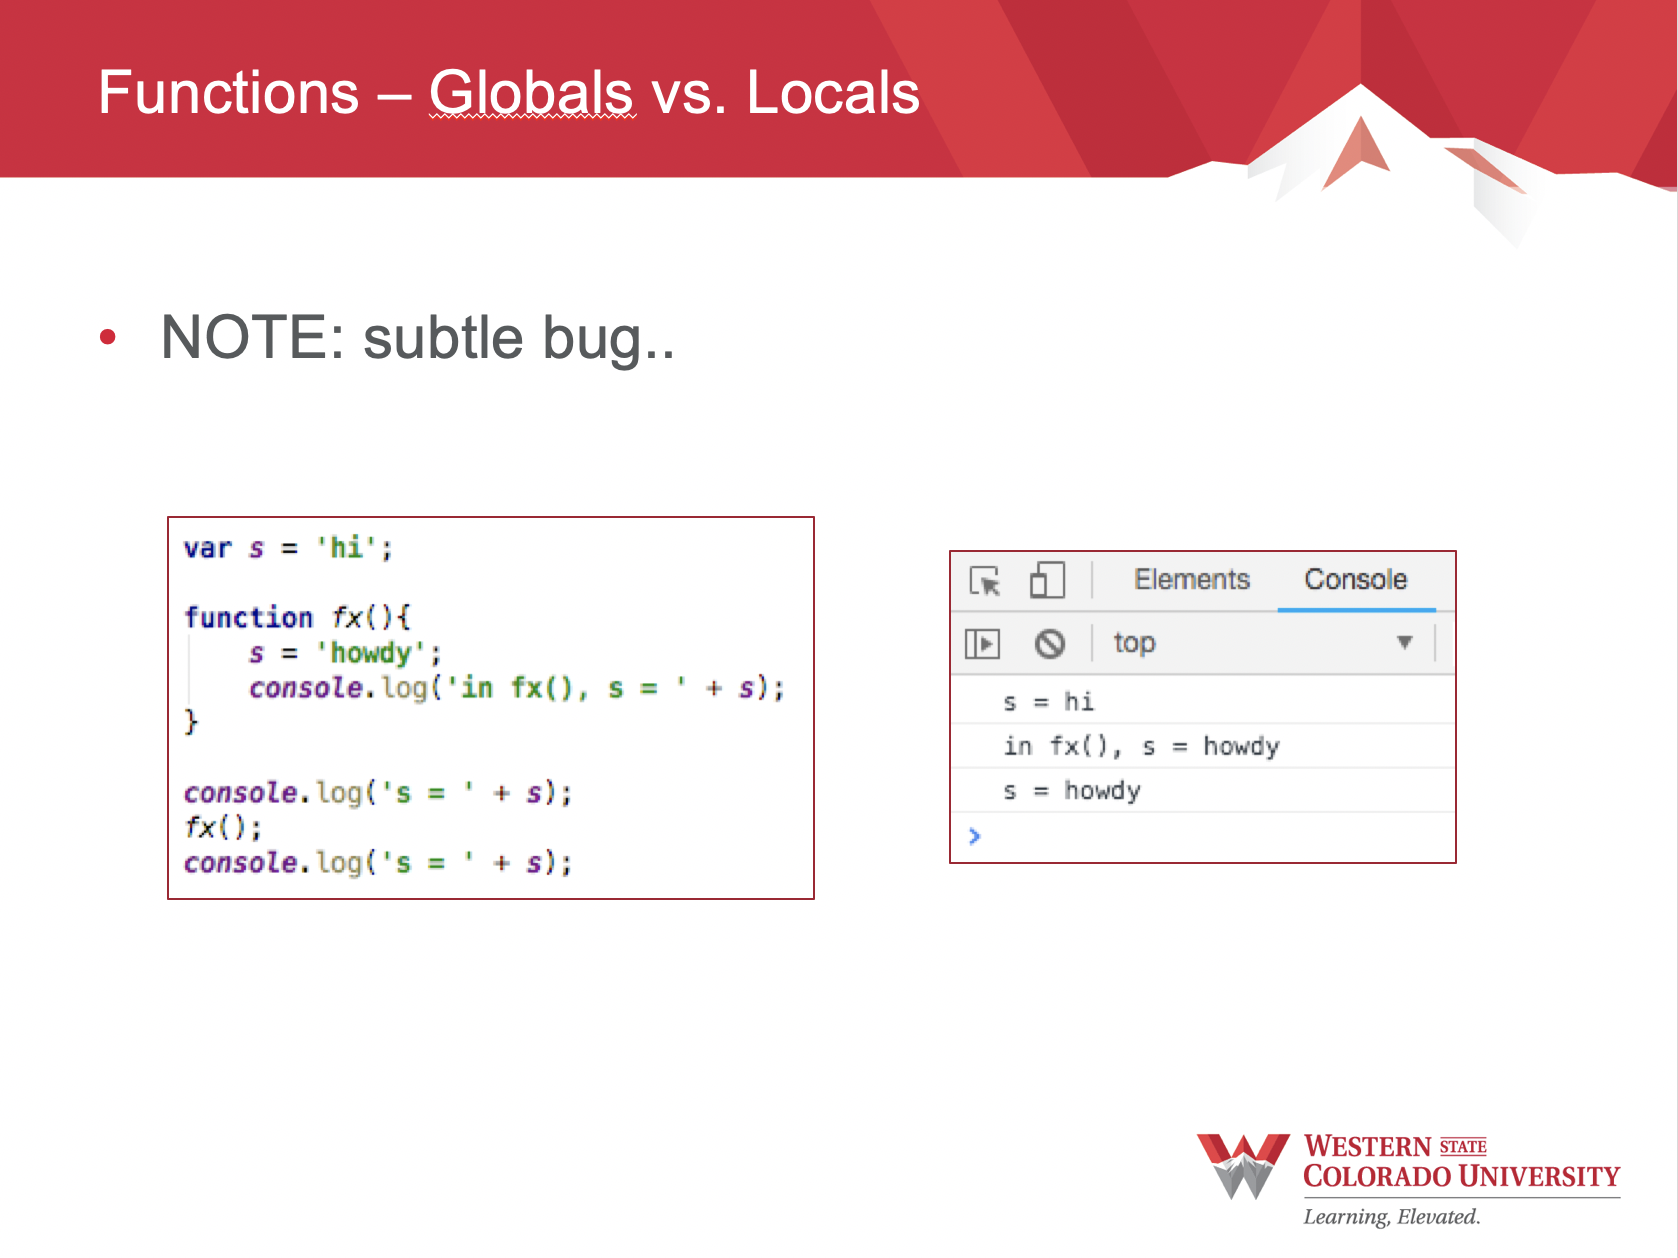 Functions – Globals vs. Locals
• NOTE: subtle bug..
var s = 'hi';
function fx(){
    s = 'howdy';
    console.log('in fx(), s = ' + s);
}
console.log('s = ' + s);
fx();
console.log('s = ' + s);
Elements Console
top
s = hi
in fx(), s = howdy
s = howdy
>
WESTERN STATE
COLORADO UNIVERSITY
Learning, Elevated.